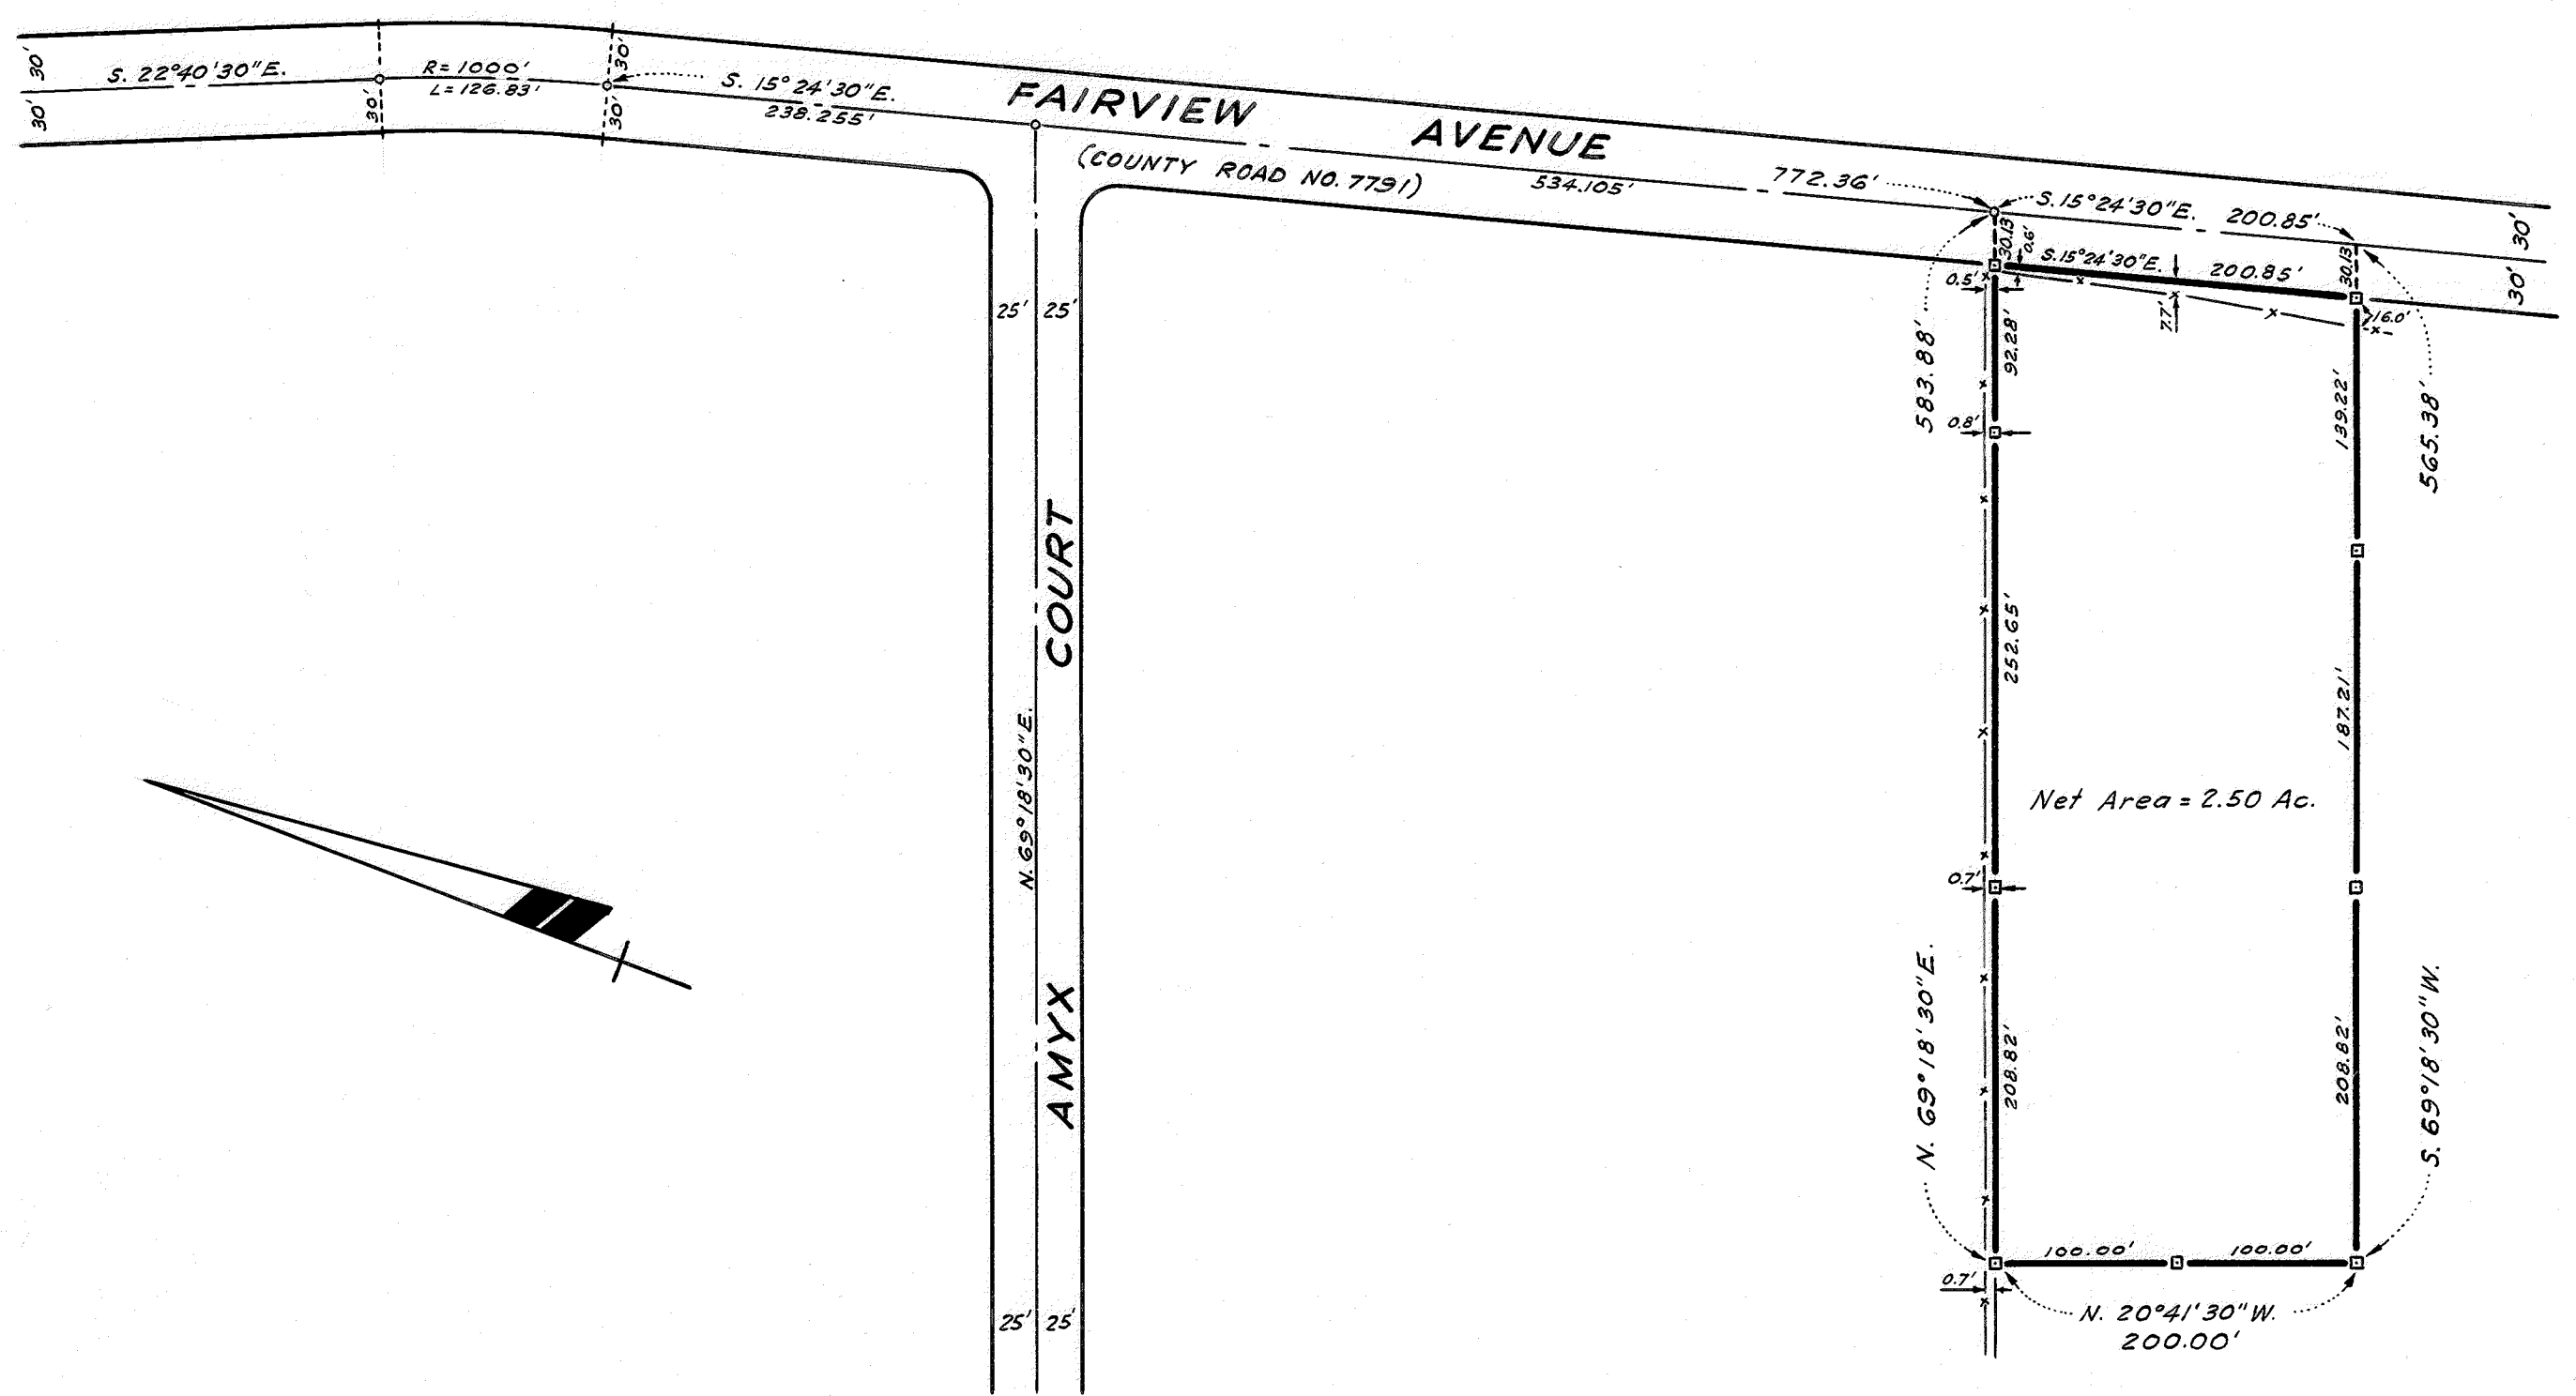 30'
30'
S. 22°40'30"E.
30'
R=1000'
L=126.83'
30'
30'
S. 15°24'30"E.
238.255'
FAIRVIEW AVENUE
(COUNTY ROAD NO. 7791)
534.105'
772.36'
S. 15°24'30"E. 200.85'
30'
30'
30.13
0.6'
S. 15°24'30"E. 200.85'
30.13
0.5'
7.7'
16.0'
25' 25'
583.88'
92.28'
0.8'
139.22'
565.38'
COURT
252.65'
187.21'
N. 69°18'30"E.
Net Area = 2.50 Ac.
0.7'
AMYX
N. 69°18'30"E.
208.82'
208.82'
S. 69°18'30"W.
100.00' 100.00'
0.7'
25' 25'
N. 20°41'30"W.
200.00'